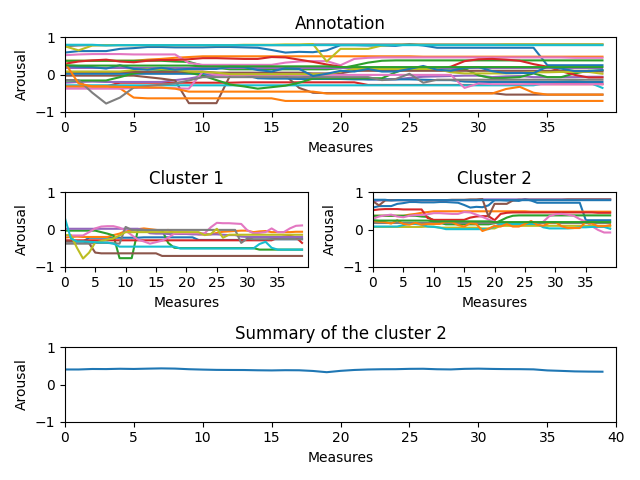 Annotation
1
0
−1
Arousal
0 5 10 15 20 25 30 35
Measures
Cluster 1
1
0
−1
Arousal
0 5 10 15 20 25 30 35
Measures
Cluster 2
1
0
−1
Arousal
0 5 10 15 20 25 30 35
Measures
Summary of the cluster 2
1
0
−1
Arousal
0 5 10 15 20 25 30 35 40
Measures